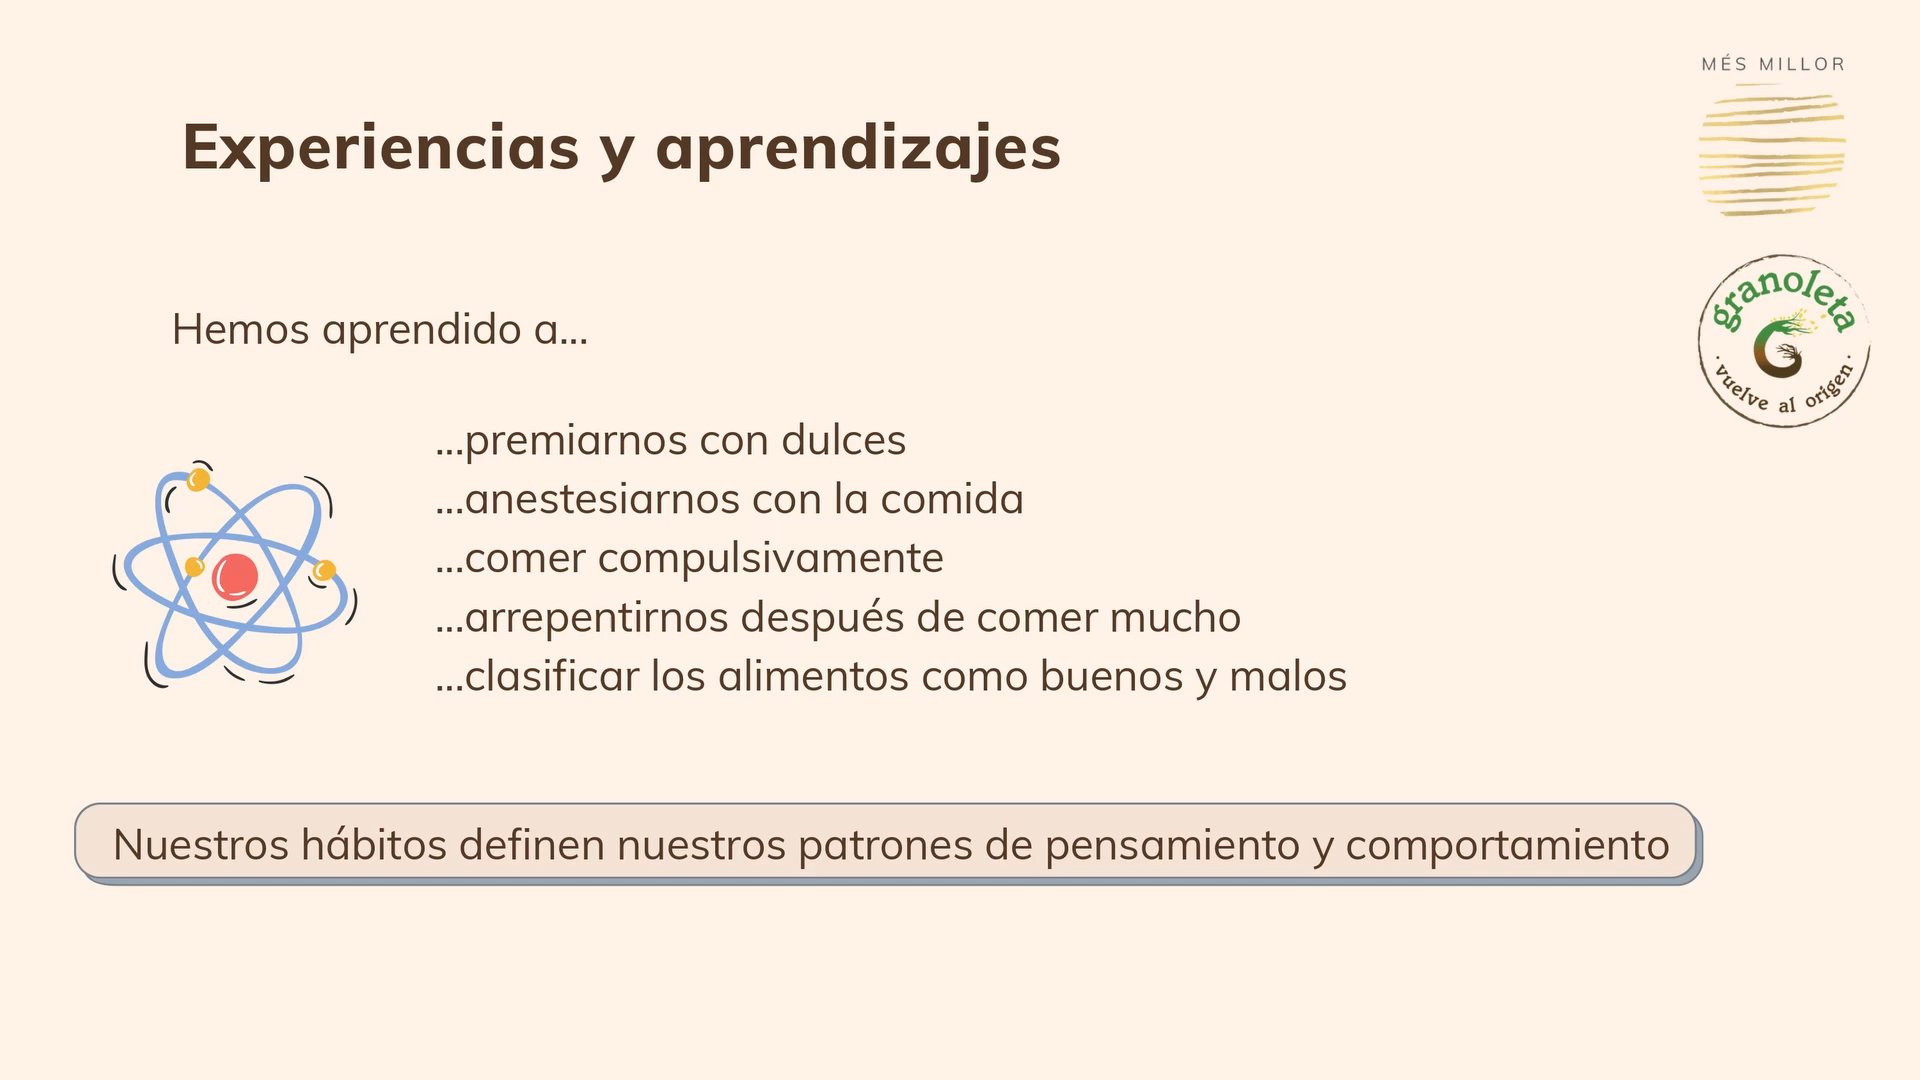 MÉS MILLOR
Experiencias y aprendizajes
granoleta
· vuelve al origen ·
Hemos aprendido a...
...premiarnos con dulces
...anestesiarnos con la comida
...comer compulsivamente
...arrepentirnos después de comer mucho
...clasificar los alimentos como buenos y malos
Nuestros hábitos definen nuestros patrones de pensamiento y comportamiento